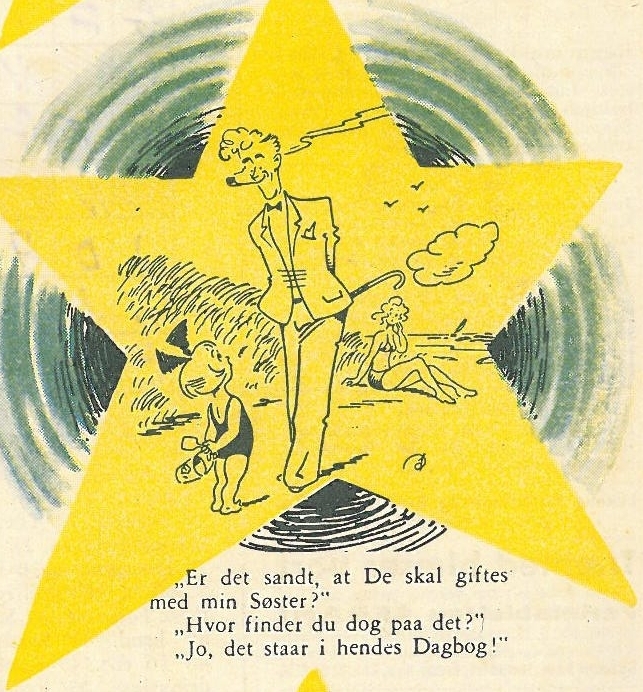 „Er det sandt, at De skal giftes
med min Søster?"
„Hvor finder du dog paa det?"
„Jo, det staar i hendes Dagbog!"